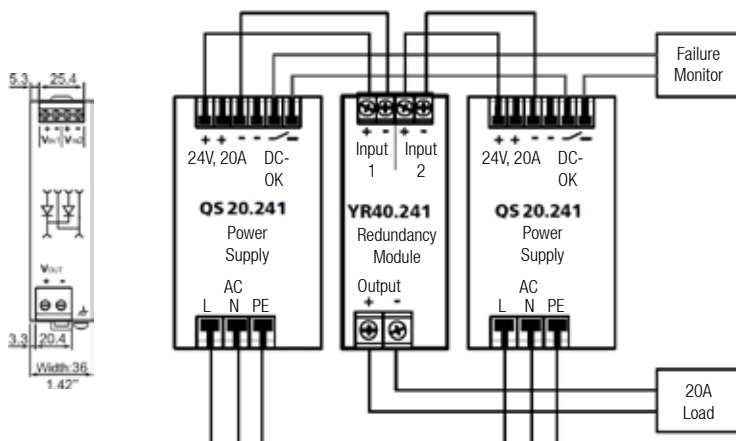 5.3 25.4
+ - + -
VIN1 VIN2
VOUT
+ -
3.3 20.4
Width:36
1.42"
+ + - -
24V, 20A DC-
OK
QS 20.241
Power
Supply
AC
L N PE
+ - + -
Input Input
1 2
YR40.241
Redundancy
Module
Output
+ -
+ + - -
24V, 20A DC-
OK
QS 20.241
Power
Supply
AC
L N PE
Failure
Monitor
20A
Load